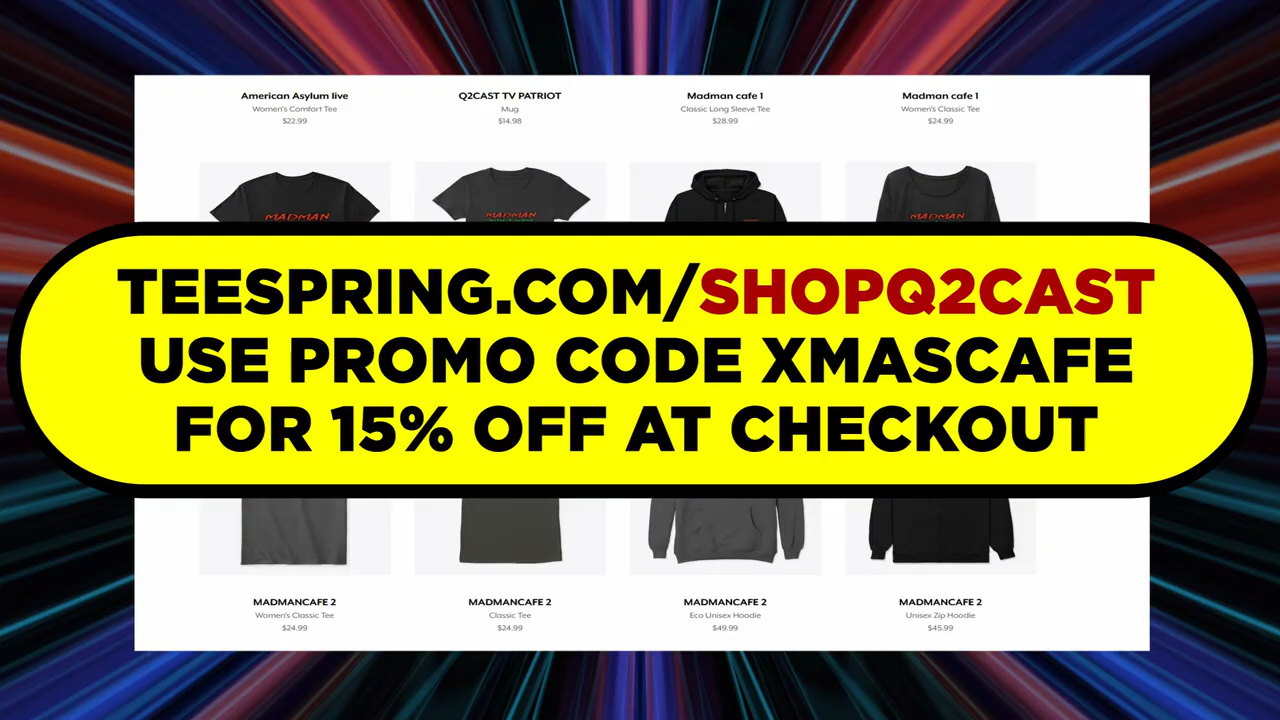 American Asylum live
Women's Comfort Tee
$22.99
Q2CAST TV PATRIOT
Mug
$14.98
Madman cafe 1
Classic Long Sleeve Tee
$28.99
Madman cafe 1
Women's Classic Tee
$24.99
MADMAN
MADMAN
MADMAN
TEESPRING.COM/SHOPQ2CAST
USE PROMO CODE XMASCAFE
FOR 15% OFF AT CHECKOUT
MADMANCAFE 2
Women's Classic Tee
$24.99
MADMANCAFE 2
Classic Tee
$24.99
MADMANCAFE 2
Eco Unisex Hoodie
$49.99
MADMANCAFE 2
Unisex Zip Hoodie
$45.99